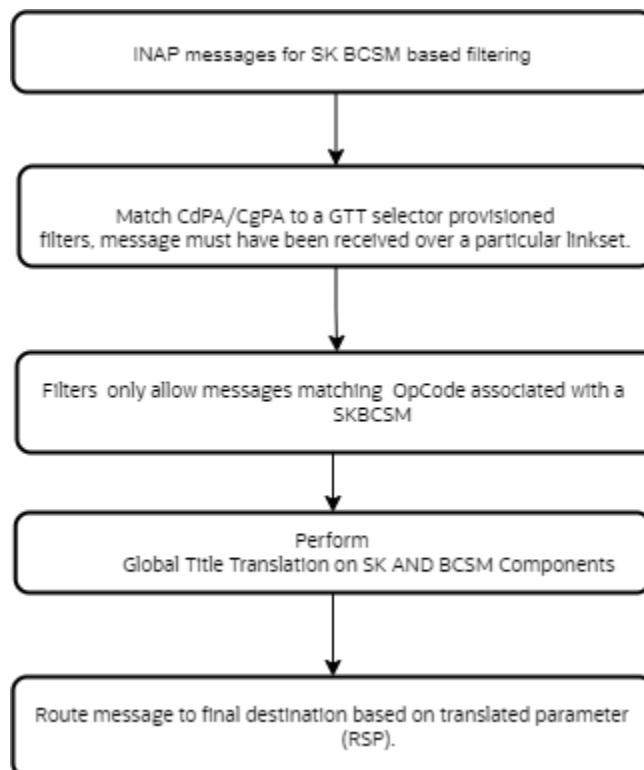 INAP messages for SK BCSM based filtering
Match CdPA/CgPA to a GTT selector provisioned
filters, message must have been received over a particular linkset.
Filters only allow messages matching OpCode associated with a
SKBCSM
Perform
Global Title Translation on SK AND BCSM Components
Route message to final destination based on translated parameter
(RSP).